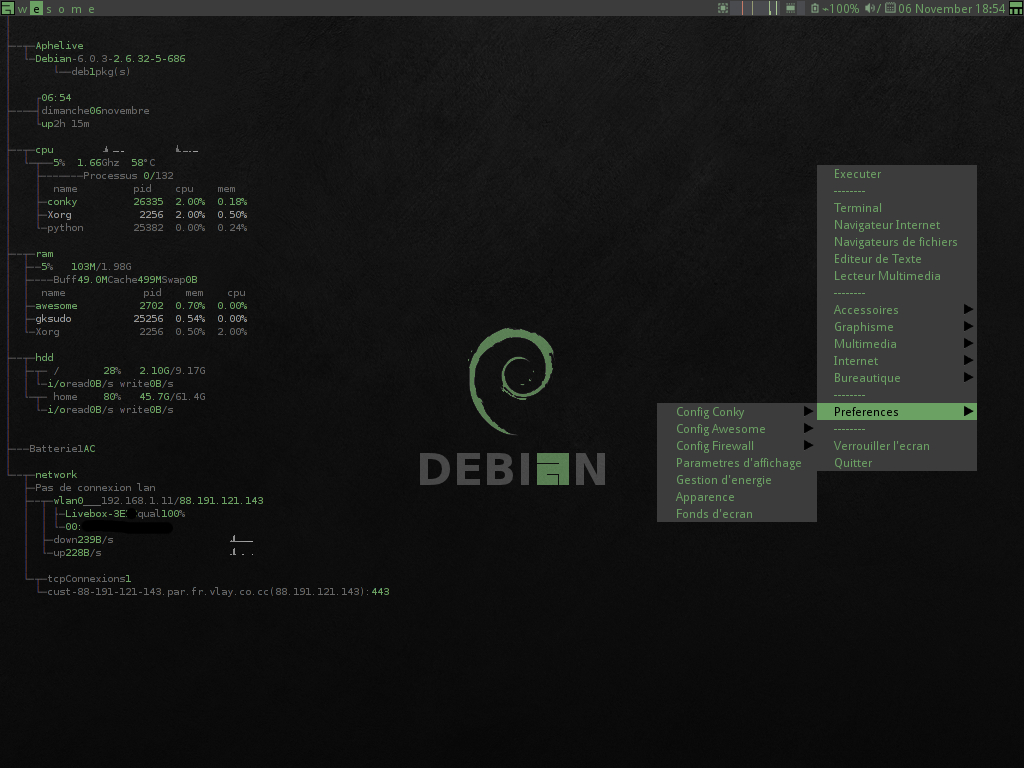 w e s o m e
100% / 06 November 18:54
Aphelive
Debian-6.0.3-2.6.32-5-686
deb1pkg(s)
06:54
dimanche06novembre
up2h 15m
cpu
5% 1.66Ghz 58°C
Processus 0/132
name pid cpu mem
conky 26335 2.00% 0.18%
Xorg 2256 2.00% 0.50%
python 25382 0.00% 0.24%
ram
5% 103M/1.98G
Buff49.0MCache499MSwap0B
name pid mem cpu
awesome 2702 0.70% 0.00%
gksudo 25256 0.54% 0.00%
Xorg 2256 0.50% 2.00%
hdd
/ 28% 2.10G/9.17G
i/oread0B/s write0B/s
home 80% 45.7G/61.4G
i/oread0B/s write0B/s
BatterielAC
network
Pas de connexion lan
wlan0___192.168.1.11/88.191.121.143
Livebox-3E qual100%
00:
down239B/s
up228B/s
tcpConnexions1
cust-88-191-121-143.par.fr.vlay.co.cc(88.191.121.143):443
DEBIAN
Executer
--------
Terminal
Navigateur Internet
Navigateurs de fichiers
Editeur de Texte
Lecteur Multimedia
--------
Accessoires
Graphisme
Multimedia
Internet
Bureautique
--------
Preferences
--------
Verrouiller l'ecran
Quitter
Config Conky
Config Awesome
Config Firewall
Parametres d'affichage
Gestion d'energie
Apparence
Fonds d'ecran